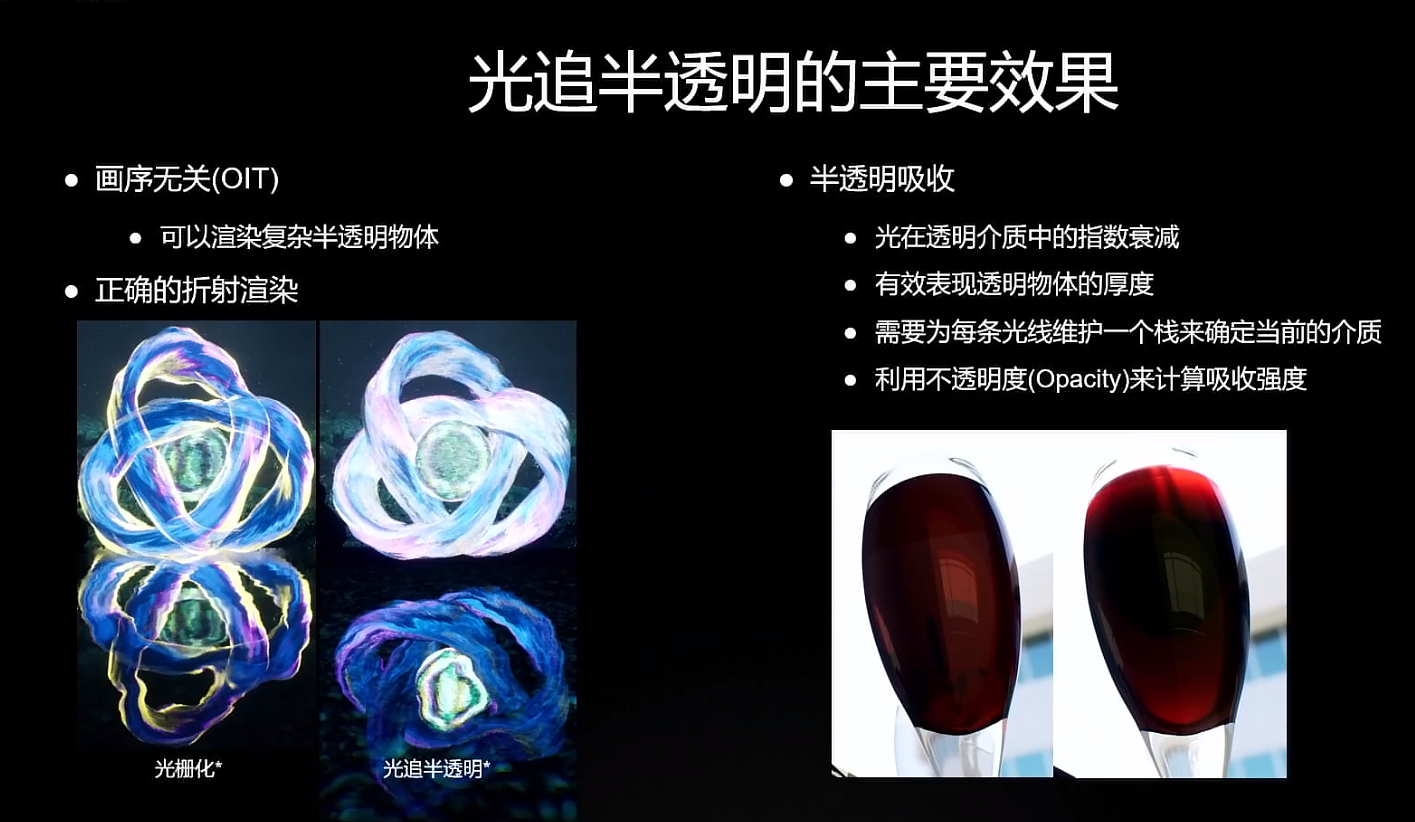 光追半透明的主要效果
● 画序无关(OIT)
● 可以渲染复杂半透明物体
● 正确的折射渲染
光栅化*
光追半透明*
● 半透明吸收
● 光在透明介质中的指数衰减
● 有效表现透明物体的厚度
● 需要为每条光线维护一个栈来确定当前的介质
● 利用不透明度(Opacity)来计算吸收强度